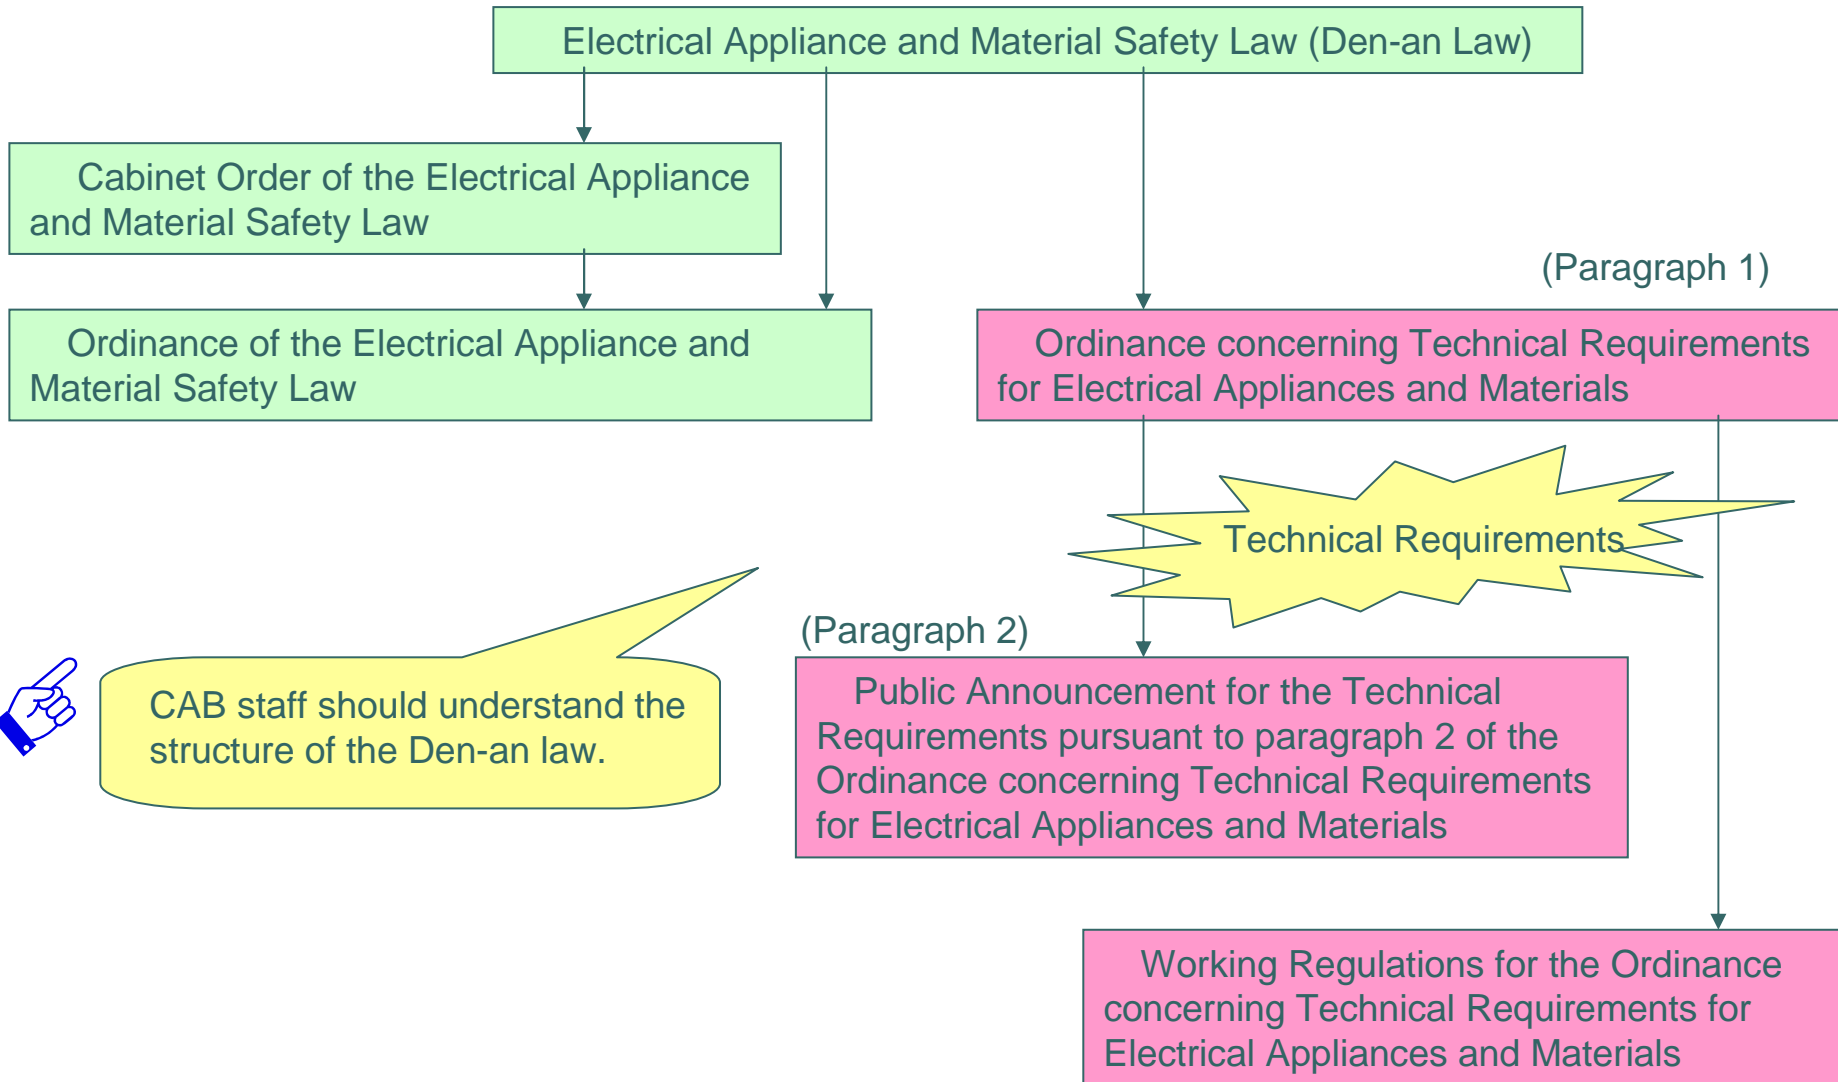 Electrical Appliance and Material Safety Law (Den-an Law)
Cabinet Order of the Electrical Appliance
and Material Safety Law
(Paragraph 1)
Ordinance of the Electrical Appliance and
Material Safety Law
Ordinance concerning Technical Requirements
for Electrical Appliances and Materials
Technical Requirements
(Paragraph 2)
CAB staff should understand the
structure of the Den-an law.
Public Announcement for the Technical
Requirements pursuant to paragraph 2 of the
Ordinance concerning Technical Requirements
for Electrical Appliances and Materials
Working Regulations for the Ordinance
concerning Technical Requirements for
Electrical Appliances and Materials